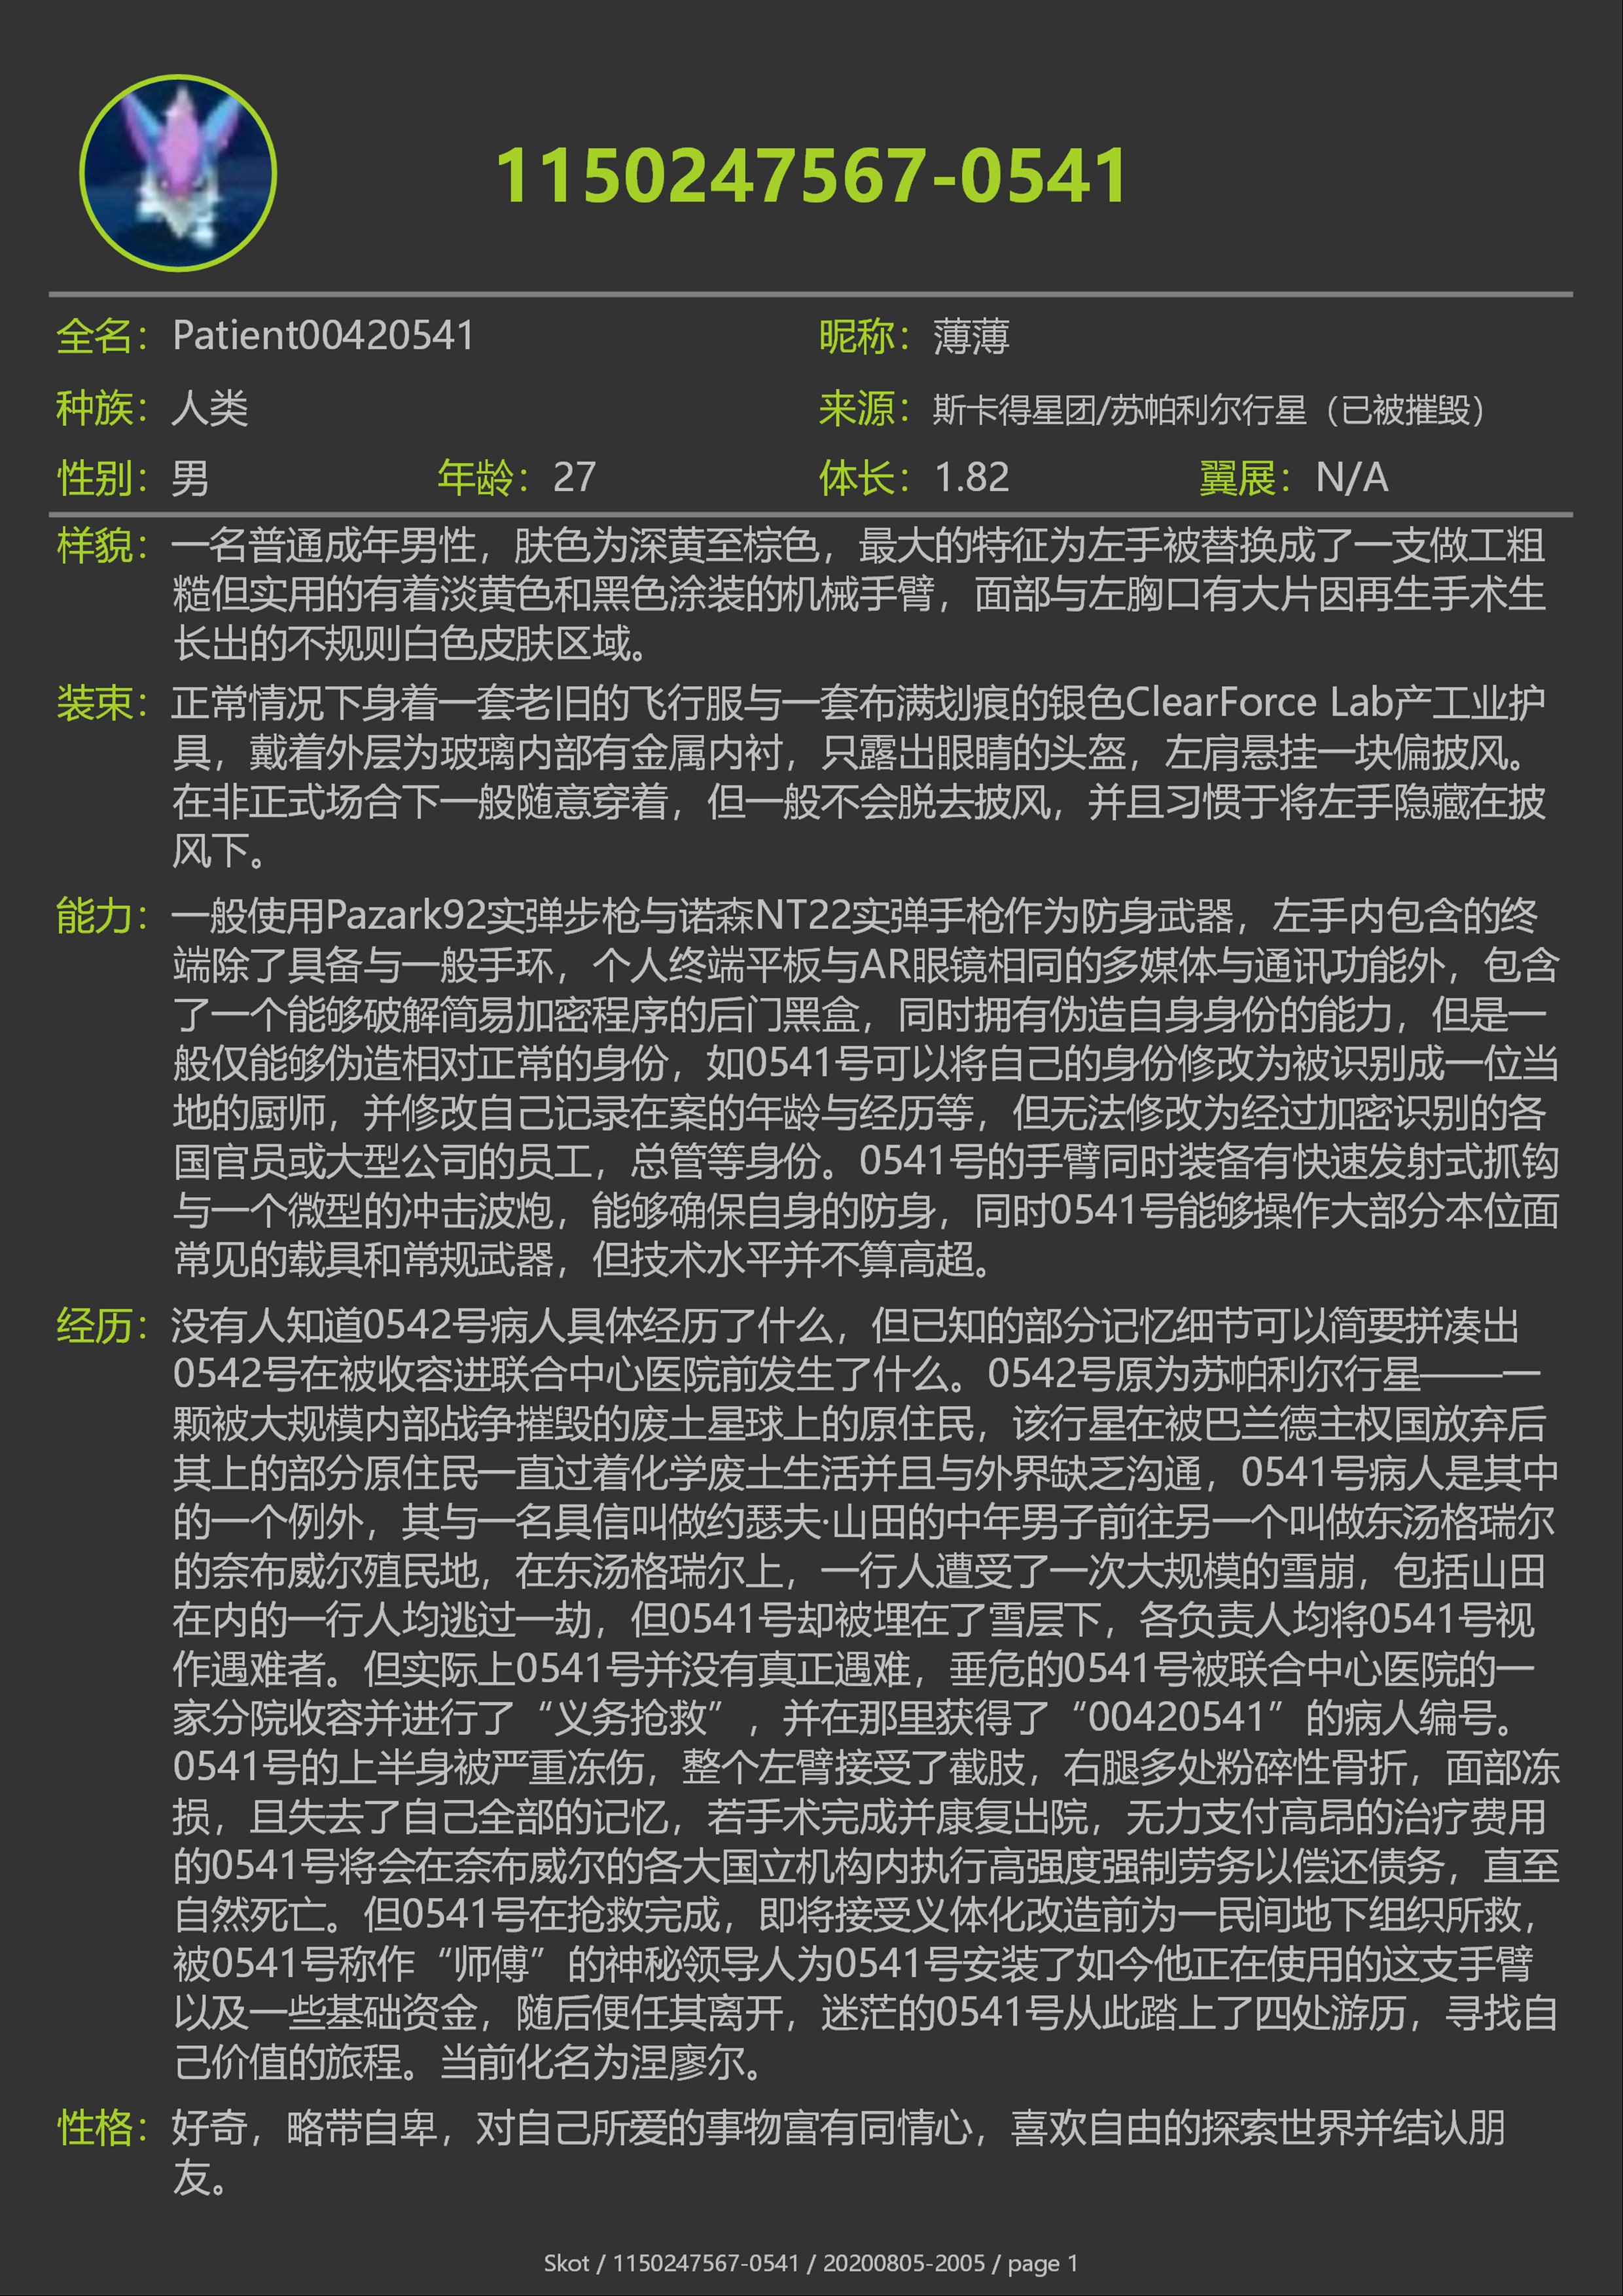 1150247567-0541
全名：Patient00420541 昵称：薄薄
种族：人类 来源：斯卡得星团/苏帕利尔行星（已被摧毁）
性别：男 年龄：27 体长：1.82 翼展：N/A
样貌：一名普通成年男性，肤色为深黄至棕色，最大的特征为左手被替换成了一支做工粗
糙但实用的有着淡黄色和黑色涂装的机械手臂，面部与左胸口有大片因再生手术生
长出的不规则白色皮肤区域。
装束：正常情况下身着一套老旧的飞行服与一套布满划痕的银色ClearForce Lab产工业护
具，戴着外层为玻璃内部有金属内衬，只露出眼睛的头盔，左肩悬挂一块偏披风。
在非正式场合下一般随意穿着，但一般不会脱去披风，并且习惯于将左手隐藏在披
风下。
能力：一般使用Pazark92实弹步枪与诺森NT22实弹手枪作为防身武器，左手内包含的终
端除了具备与一般手环，个人终端平板与AR眼镜相同的多媒体与通讯功能外，包含
了一个能够破解简易加密程序的后门黑盒，同时拥有伪造自身身份的能力，但是一
般仅能够伪造相对正常的身份，如0541号可以将自己的身份修改为被识别成一位当
地的厨师，并修改自己记录在案的年龄与经历等，但无法修改为经过加密识别的各
国官员或大型公司的员工，总管等身份。0541号的手臂同时装备有快速发射式抓钩
与一个微型的冲击波炮，能够确保自身的防身，同时0541号能够操作大部分本位面
常见的载具和常规武器，但技术水平并不算高超。
经历：没有人知道0542号病人具体经历了什么，但已知的部分记忆细节可以简要拼凑出
0542号在被收容进联合中心医院前发生了什么。0542号原为苏帕利尔行星——一
颗被大规模内部战争摧毁的废土星球上的原住民，该行星在被巴兰德主权国放弃后
其上的部分原住民一直过着化学废土生活并且与外界缺乏沟通，0541号病人是其中
的一个例外，其与一名具信叫做约瑟夫·山田的中年男子前往另一个叫做东汤格瑞尔
的奈布威尔殖民地，在东汤格瑞尔上，一行人遭受了一次大规模的雪崩，包括山田
在内的一行人均逃过一劫，但0541号却被埋在了雪层下，各负责人均将0541号视
作遇难者。但实际上0541号并没有真正遇难，垂危的0541号被联合中心医院的一
家分院收容并进行了“义务抢救”，并在那里获得了“00420541”的病人编号。
0541号的上半身被严重冻伤，整个左臂接受了截肢，右腿多处粉碎性骨折，面部冻
损，且失去了自己全部的记忆，若手术完成并康复出院，无力支付高昂的治疗费用
的0541号将会在奈布威尔的各大国立机构内执行高强度强制劳务以偿还债务，直至
自然死亡。但0541号在抢救完成，即将接受义体化改造前为一民间地下组织所救，
被0541号称作“师傅”的神秘领导人为0541号安装了如今他正在使用的这支手臂
以及一些基础资金，随后便任其离开，迷茫的0541号从此踏上了四处游历，寻找自
己价值的旅程。当前化名为涅廖尔。
性格：好奇，略带自卑，对自己所爱的事物富有同情心，喜欢自由的探索世界并结认朋
友。
Skot / 1150247567-0541 / 20200805-2005 / page 1